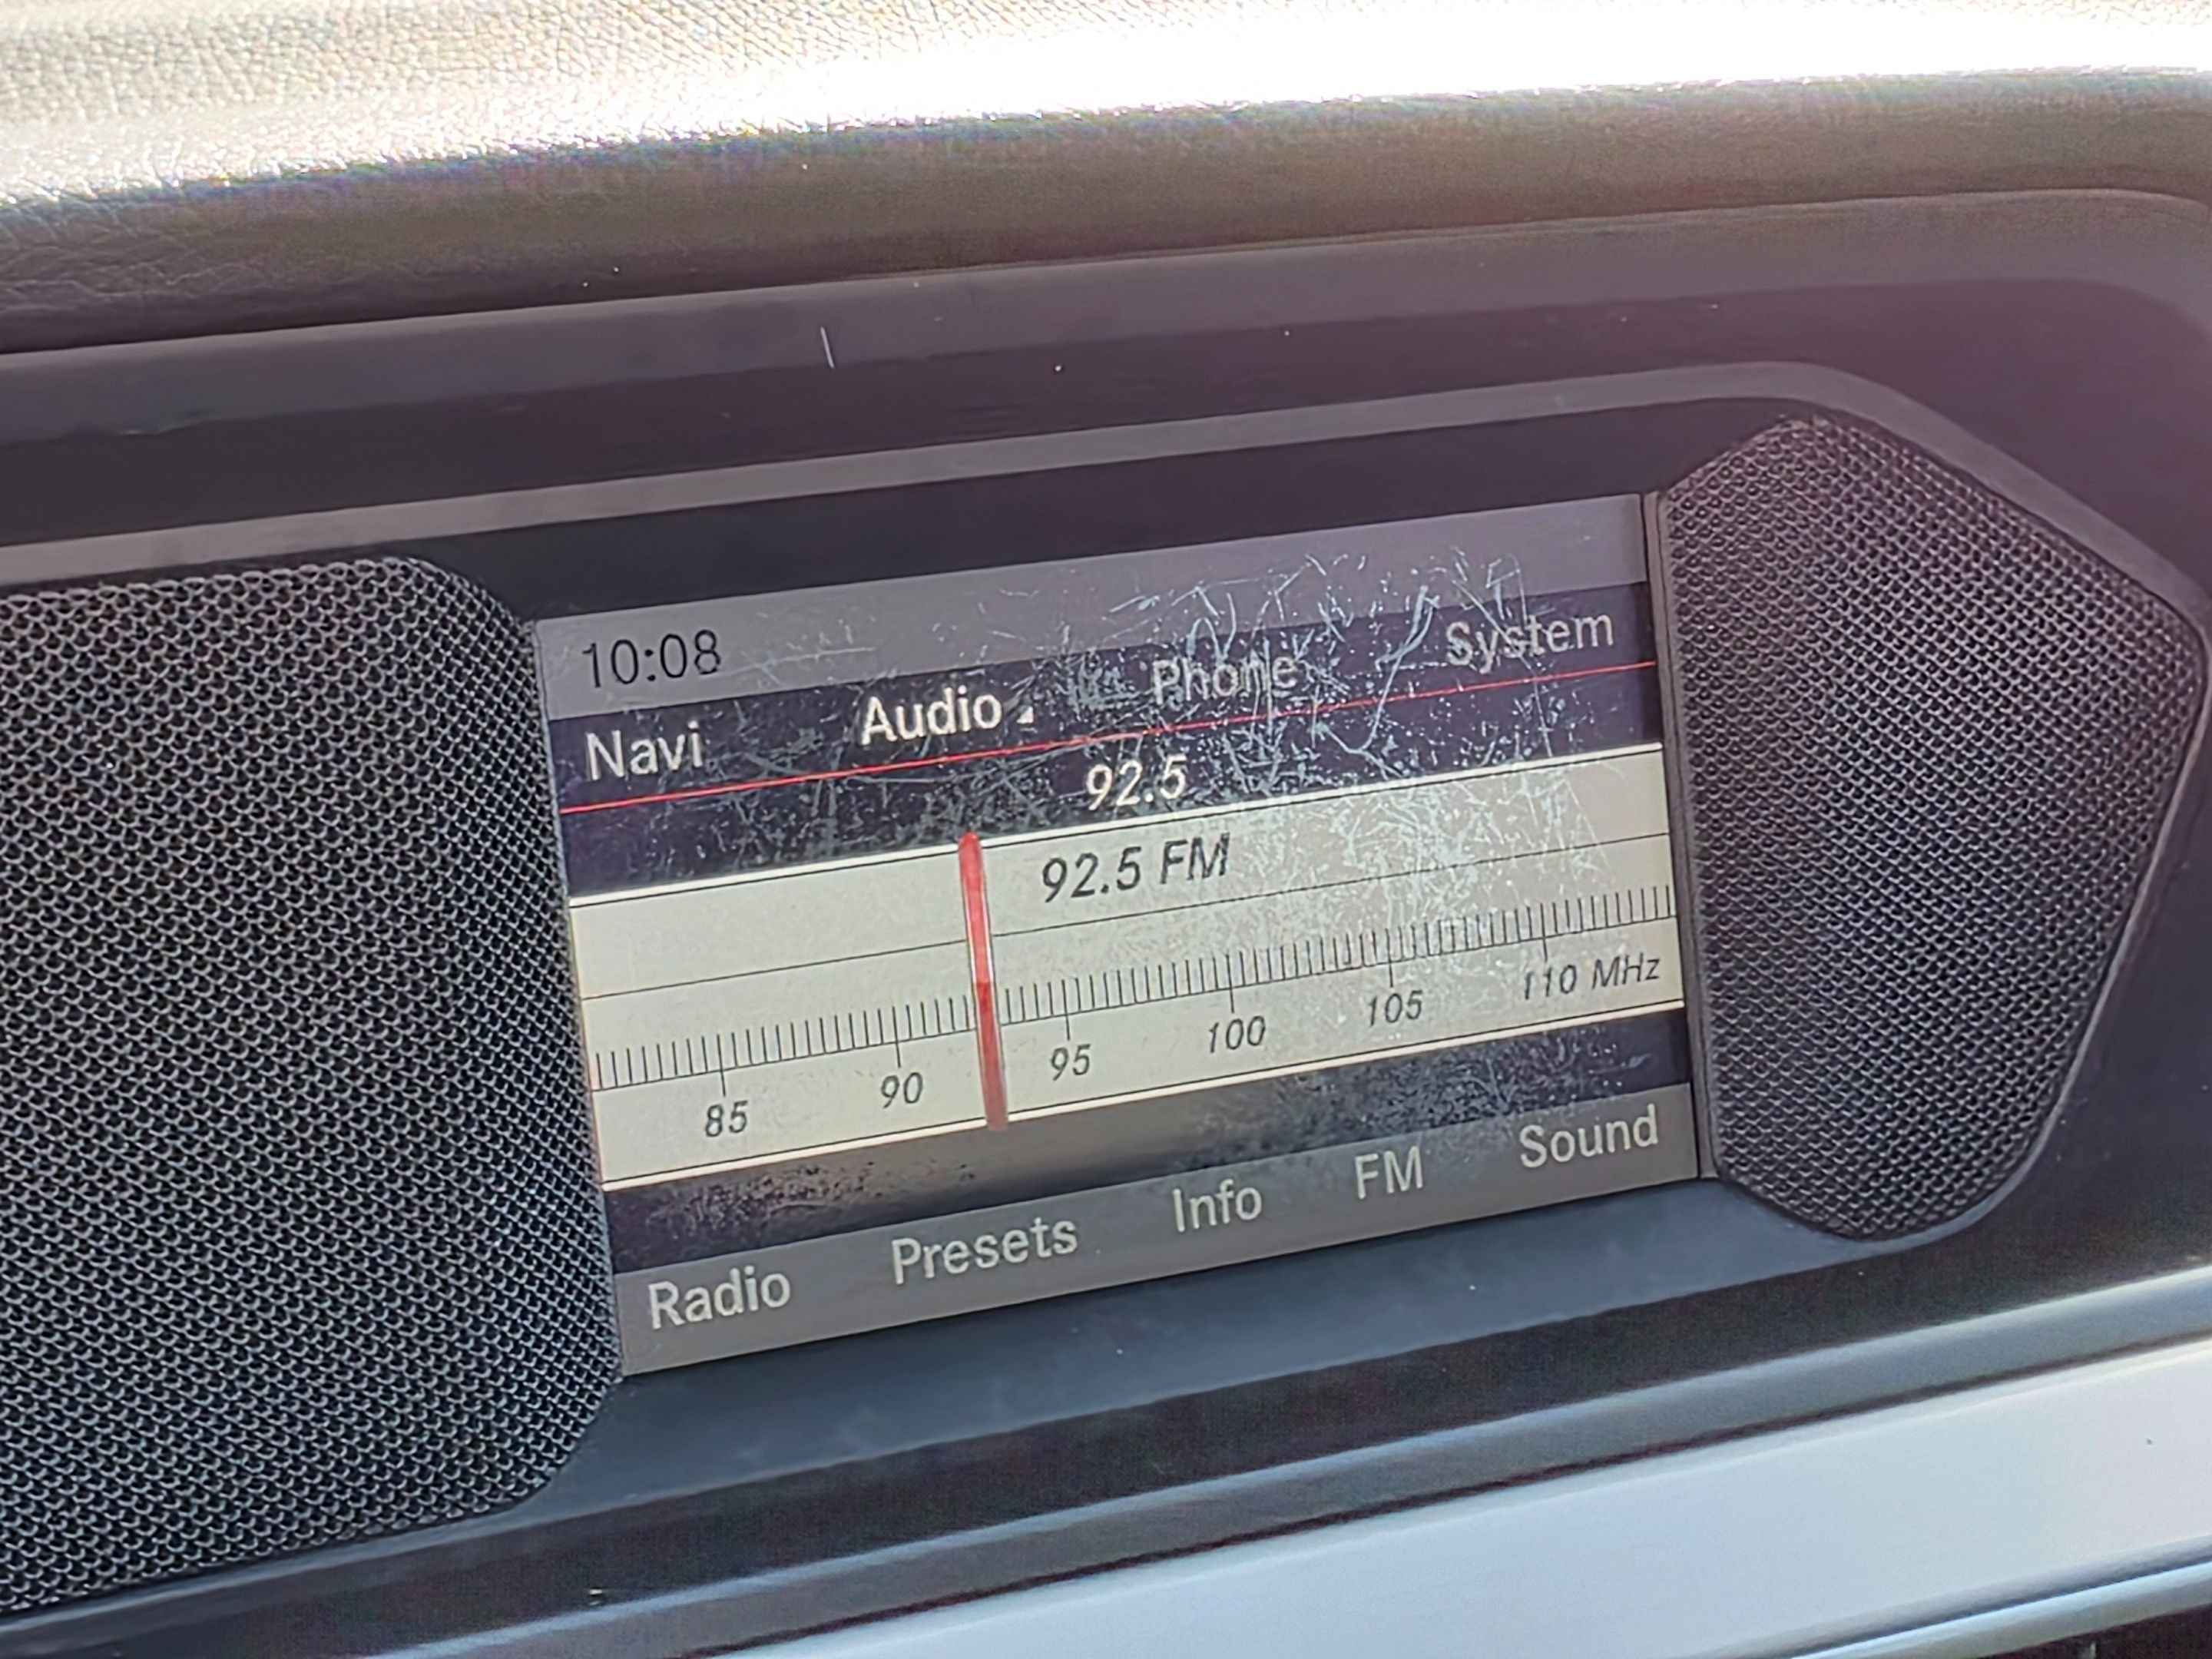 10:08
Navi Audio Phone System
92.5
92.5 FM
85 90 95 100 105 110 MHz
Radio Presets Info FM Sound